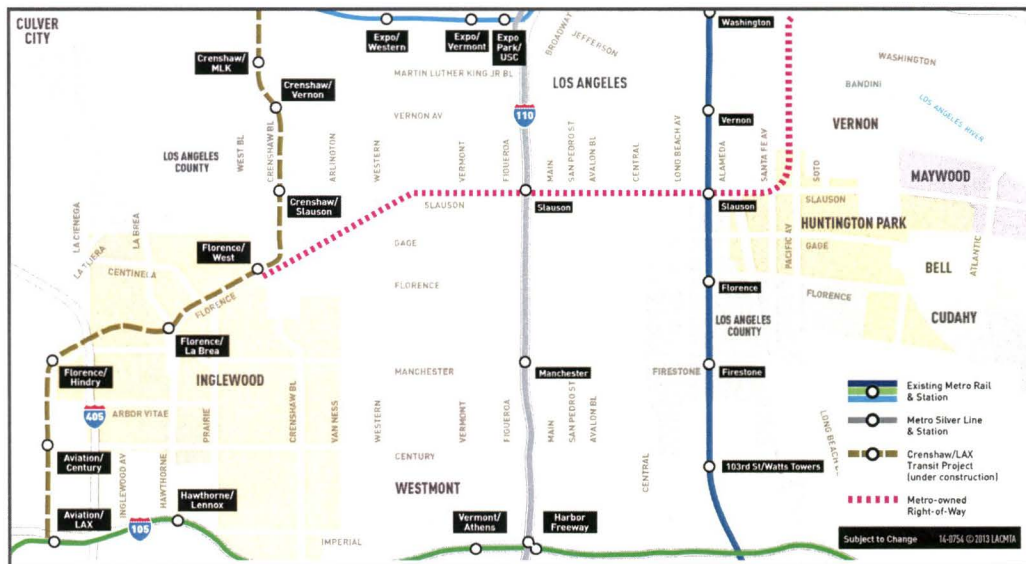 CULVER
CITY
Expo/
Western
Expo/
Vermont
Expo
Park/
USC
BROADWAY
JEFFERSON
Washington
WASHINGTON
Crenshaw/
MLK
MARTIN LUTHER KING JR BL
LOS ANGELES
BANDINI
LOS ANGELES RIVER
Crenshaw/
Vernon
VERNON AV
110
Vernon
VERNON
LOS ANGELES
COUNTY
WEST BL
CRENSHAW BL
ARLINGTON
WESTERN
VERMONT
FIGUEROA
MAIN
SAN PEDRO ST
AVALON BL
CENTRAL
LONG BEACH AV
ALAMEDA
SANTA FE AV
SOTO
MAYWOOD
Crenshaw/
Slauson
SLAUSON
Slauson
Slauson
SLAUSON
HUNTINGTON PARK
LA CIENEGA
LA TIJERA
LA BREA
Florence/
West
GAGE
PACIFIC AV
GAGE
ATLANTIC
CENTINELA
BELL
FLORENCE
FLORENCE
Florence
FLORENCE
CUDAHY
Florence/
La Brea
LOS ANGELES
COUNTY
Florence/
Hindry
INGLEWOOD
MANCHESTER
Manchester
FIRESTONE
Firestone
405
ARBOR VITAE
PRAIRIE
CRENSHAW BL
VAN NESS
WESTERN
VERMONT
FIGUEROA
MAIN
SAN PEDRO ST
AVALON BL
LONG BEACH
Aviation/
Century
CENTURY
CENTRAL
103rd St/Watts Towers
INGLEWOOD AV
HAWTHORNE
WESTMONT
Aviation/
LAX
105
Hawthorne/
Lennox
IMPERIAL
Vermont/
Athens
Harbor
Freeway
Existing Metro Rail
& Station
Metro Silver Line
& Station
Crenshaw/LAX
Transit Project
(under construction)
Metro-owned
Right-of-Way
Subject to Change
14-0754 © 2013 LACMTA